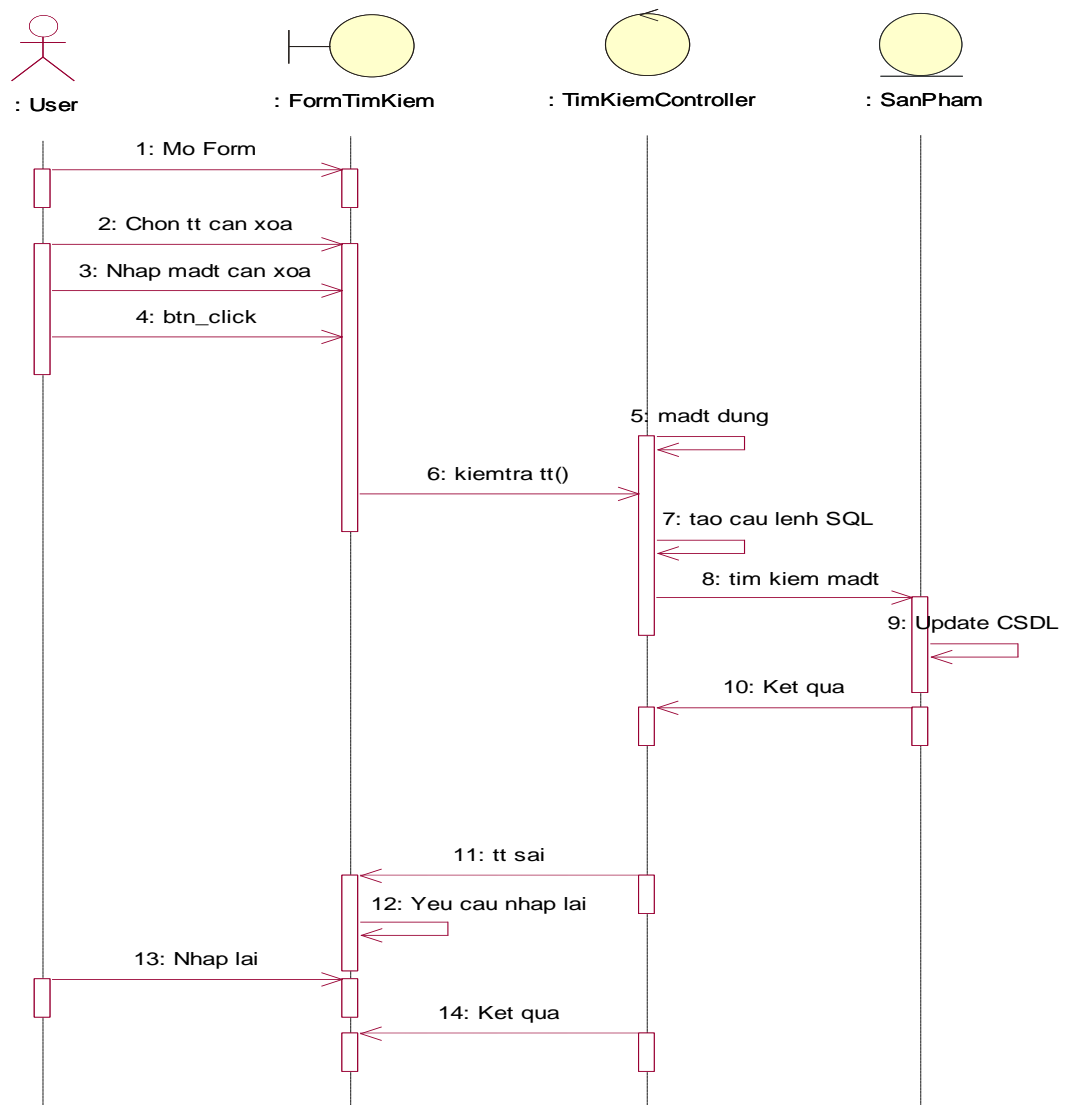 : User
: FormTimKiem
: TimKiemController
: SanPham
1: Mo Form
2: Chon tt can xoa
3: Nhap madt can xoa
4: btn_click
5: madt dung
6: kiemtra tt()
7: tao cau lenh SQL
8: tim kiem madt
9: Update CSDL
10: Ket qua
11: tt sai
12: Yeu cau nhap lai
13: Nhap lai
14: Ket qua